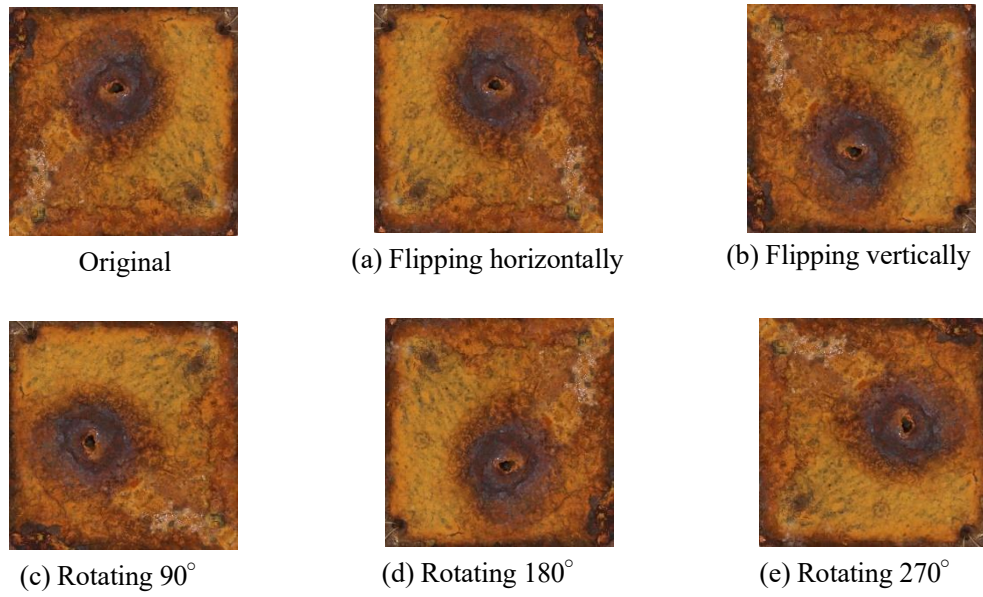 Original
(a) Flipping horizontally
(b) Flipping vertically
(c) Rotating 90°
(d) Rotating 180°
(e) Rotating 270°